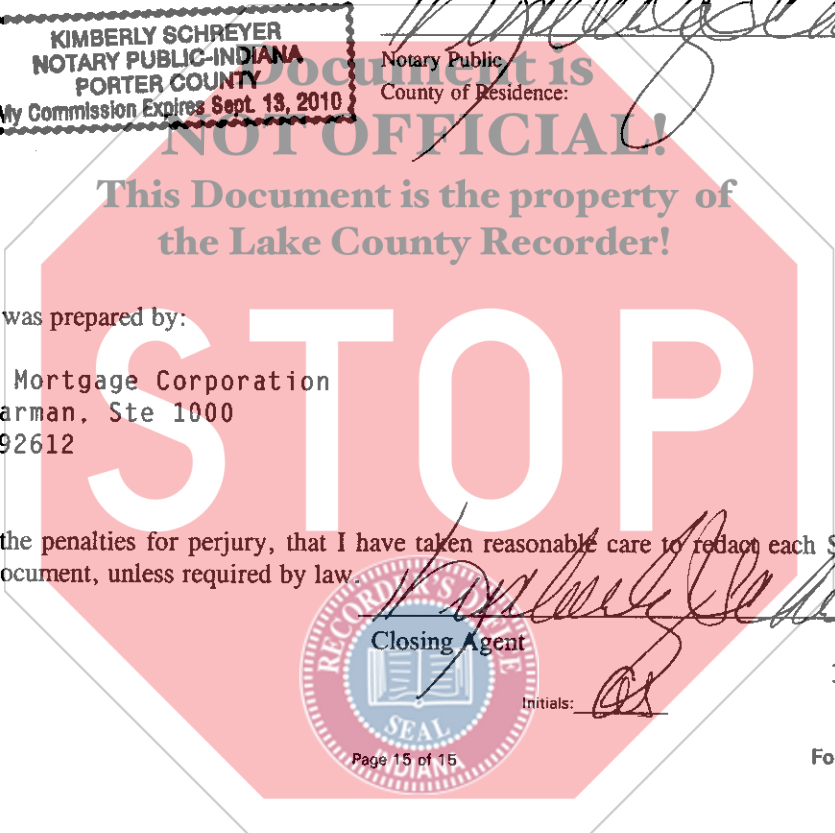 KIMBERLY SCHREYER
NOTARY PUBLIC-INDIANA
PORTER COUNTY
My Commission Expires Sept. 13, 2010
Notary Public,
County of Residence:
Document is
NOT OFFICIAL!
This Document is the property of
the Lake County Recorder!
was prepared by:
Mortgage Corporation
arman, Ste 1000
92612
STOP
the penalties for perjury, that I have taken reasonable care to redact each S
ocument, unless required by law.
RECORDER'S OFFICE
SEAL
INDIANA
Closing Agent
Initials:
Page 15 of 15
Fo